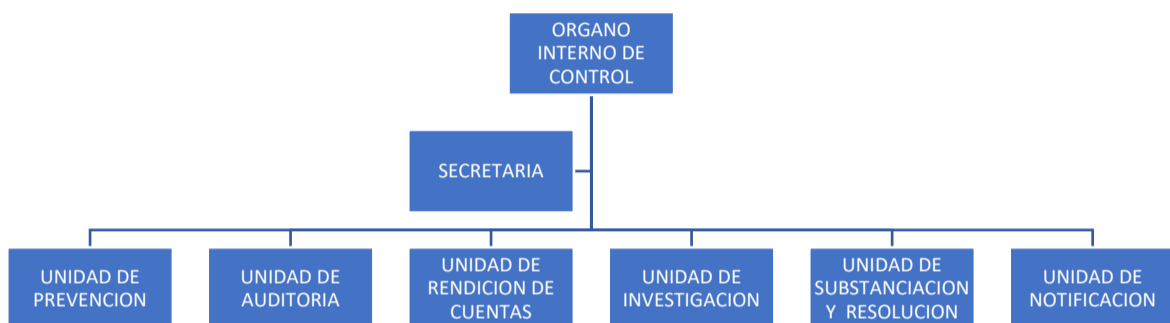 ORGANO
INTERNO DE
CONTROL
SECRETARIA
UNIDAD DE
PREVENCION
UNIDAD DE
AUDITORIA
UNIDAD DE
RENDICION DE
CUENTAS
UNIDAD DE
INVESTIGACION
UNIDAD DE
SUBSTANCIACION
Y RESOLUCION
UNIDAD DE
NOTIFICACION